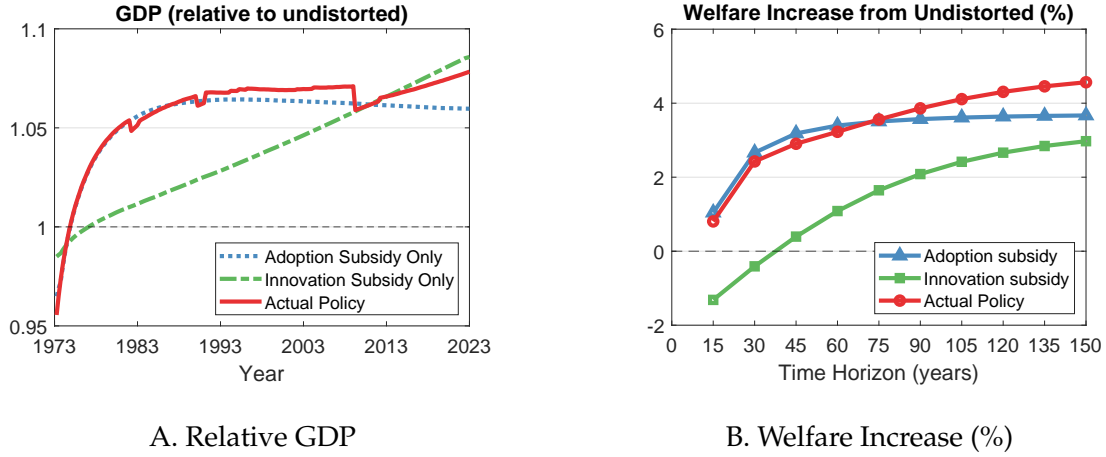 GDP (relative to undistorted)
1.1
1.05
1
0.95
1973 1983 1993 2003 2013 2023
Year
Adoption Subsidy Only
Innovation Subsidy Only
Actual Policy
A. Relative GDP
Welfare Increase from Undistorted (%)
6
4
2
0
-2
0 15 30 45 60 75 90 105 120 135 150
Time Horizon (years)
Adoption subsidy
Innovation subsidy
Actual Policy
B. Welfare Increase (%)